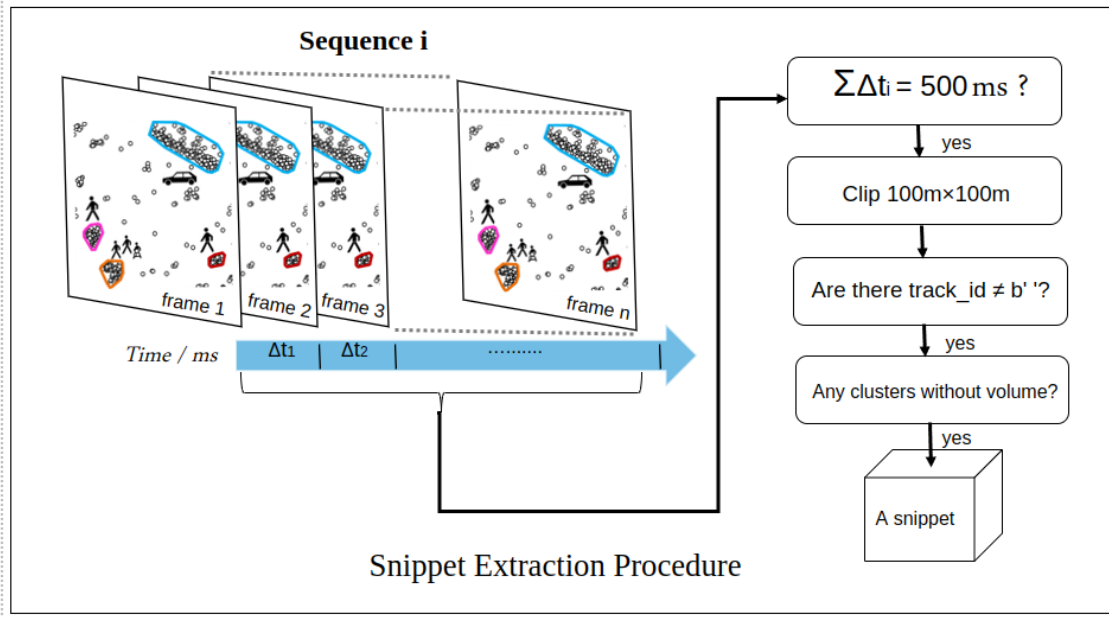 Sequence i
frame 1
frame 2
frame 3
frame n
Time / ms
Δt1
Δt2
..........
ΣΔti = 500 ms ?
yes
Clip 100m×100m
Are there track_id ≠ b' '?
yes
Any clusters without volume?
yes
A snippet
Snippet Extraction Procedure